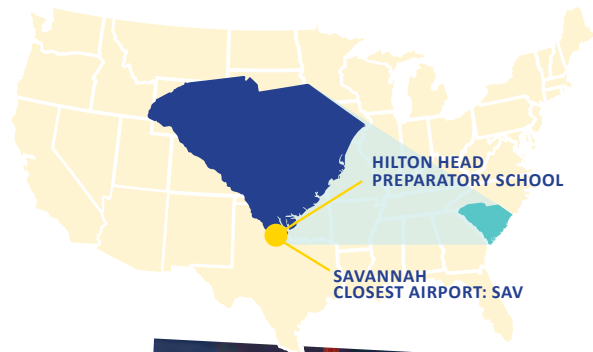 HILTON HEAD
PREPARATORY SCHOOL
SAVANNAH
CLOSEST AIRPORT: SAV